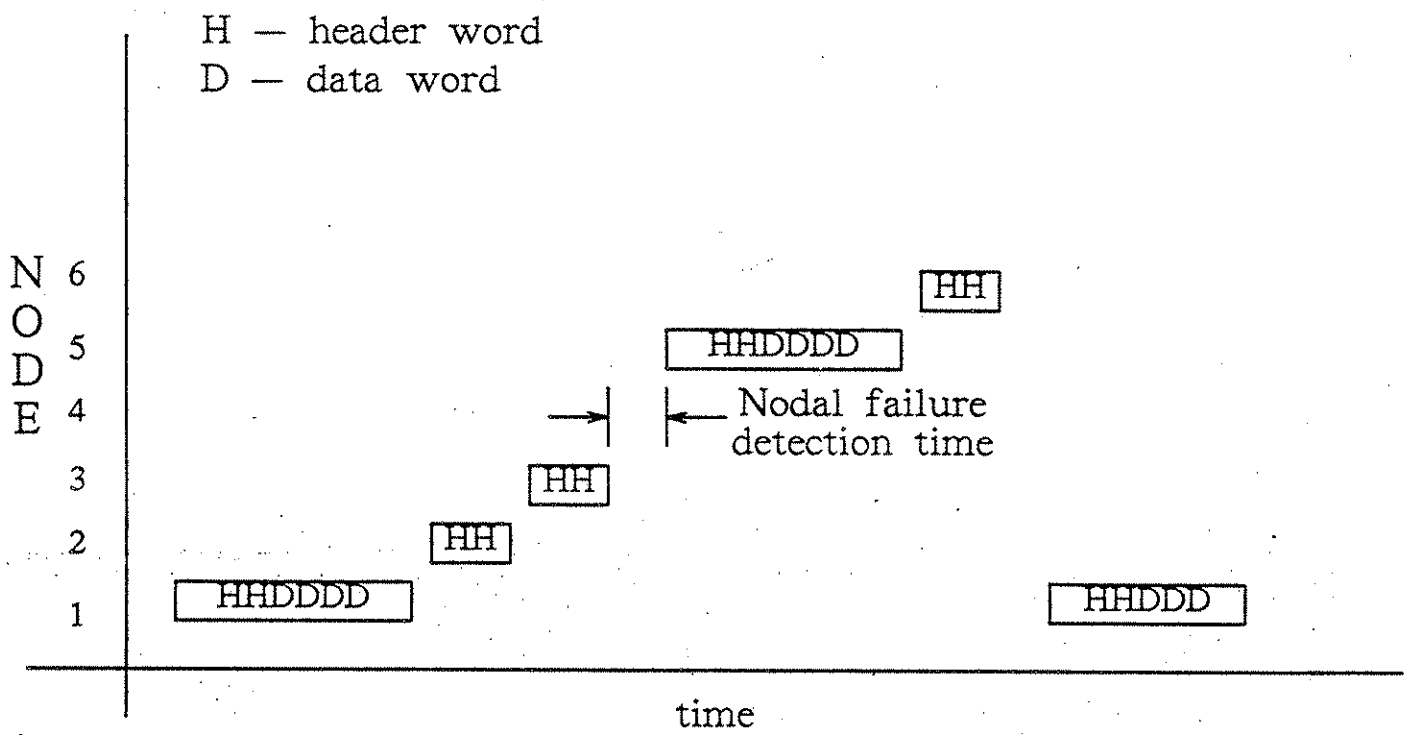 H — header word
D — data word
NODE
6
HH
5
HHDDDD
4
Nodal failure
detection time
3
HH
2
HH
1
HHDDDD
HHDDD
time